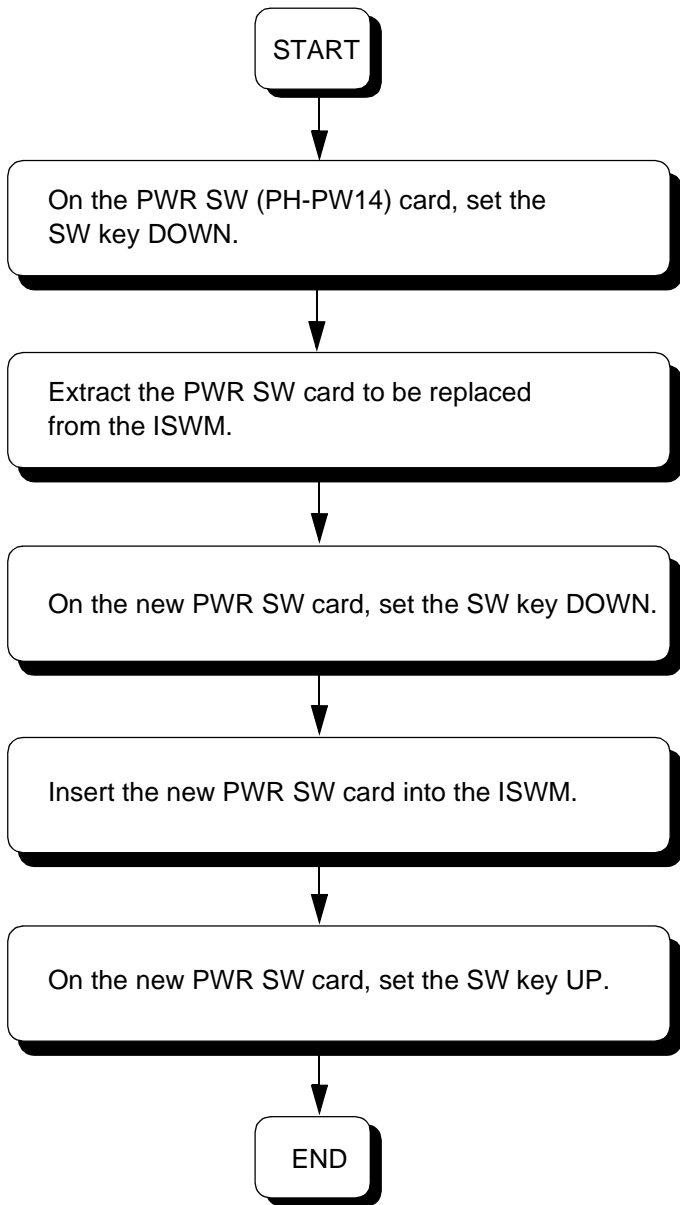 START
On the PWR SW (PH-PW14) card, set the
SW key DOWN.
Extract the PWR SW card to be replaced
from the ISWM.
On the new PWR SW card, set the SW key DOWN.
Insert the new PWR SW card into the ISWM.
On the new PWR SW card, set the SW key UP.
END